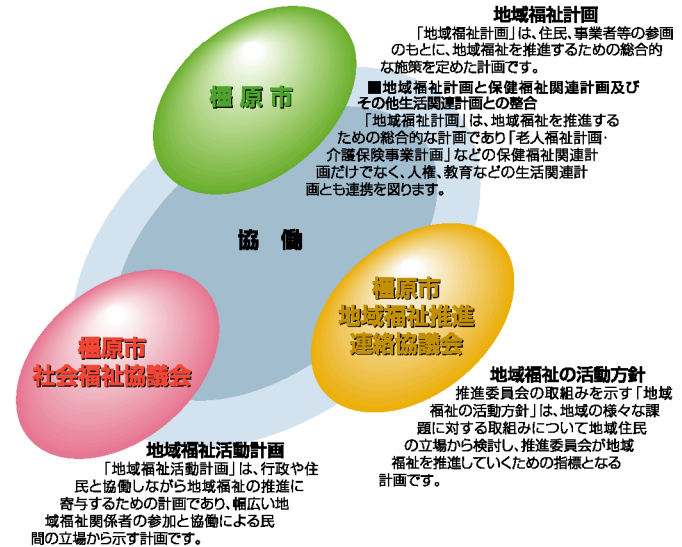 地域福祉計画
「地域福祉計画」は、住民、事業者等の参画
のもとに、地域福祉を推進するための総合的
な施策を定めた計画です。
■地域福祉計画と保健福祉関連計画及び
その他生活関連計画との整合
「地域福祉計画」は、地域福祉を推進する
ための総合的な計画であり「老人福祉計画・
介護保険事業計画」などの保健福祉関連計
画だけでなく、人権、教育などの生活関連計
画とも連携を図ります。
橿原市
協働
橿原市
地域福祉推進
連絡協議会
橿原市
社会福祉協議会
地域福祉の活動方針
推進委員会の取組みを示す「地域
福祉の活動方針」は、地域の様々な課
題に対する取組みについて地域住民
の立場から検討し、推進委員会が地域
福祉を推進していくための指標となる
計画です。
地域福祉活動計画
「地域福祉活動計画」は、行政や住
民と協働しながら地域福祉の推進に
寄与するための計画であり、幅広い地
域福祉関係者の参加と協働による民
間の立場から示す計画です。